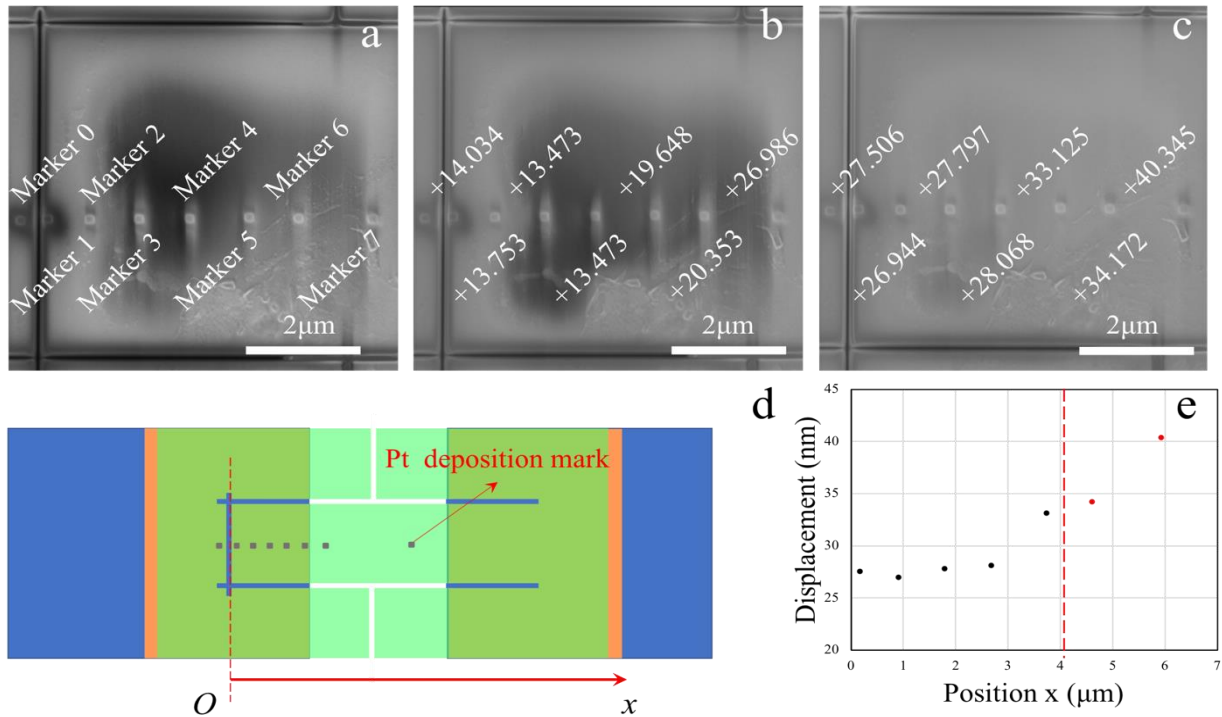 a
Marker 0
Marker 2
Marker 4
Marker 6
Marker 1
Marker 3
Marker 5
Marker 7
2μm
b
+14.034
+13.473
+19.648
+26.986
+13.753
+13.473
+20.353
2μm
c
+27.506
+27.797
+33.125
+40.345
+26.944
+28.068
+34.172
2μm
d
Pt deposition mark
O
x
e
Displacement (nm)
45
40
35
30
25
20
0 1 2 3 4 5 6 7
Position x (μm)